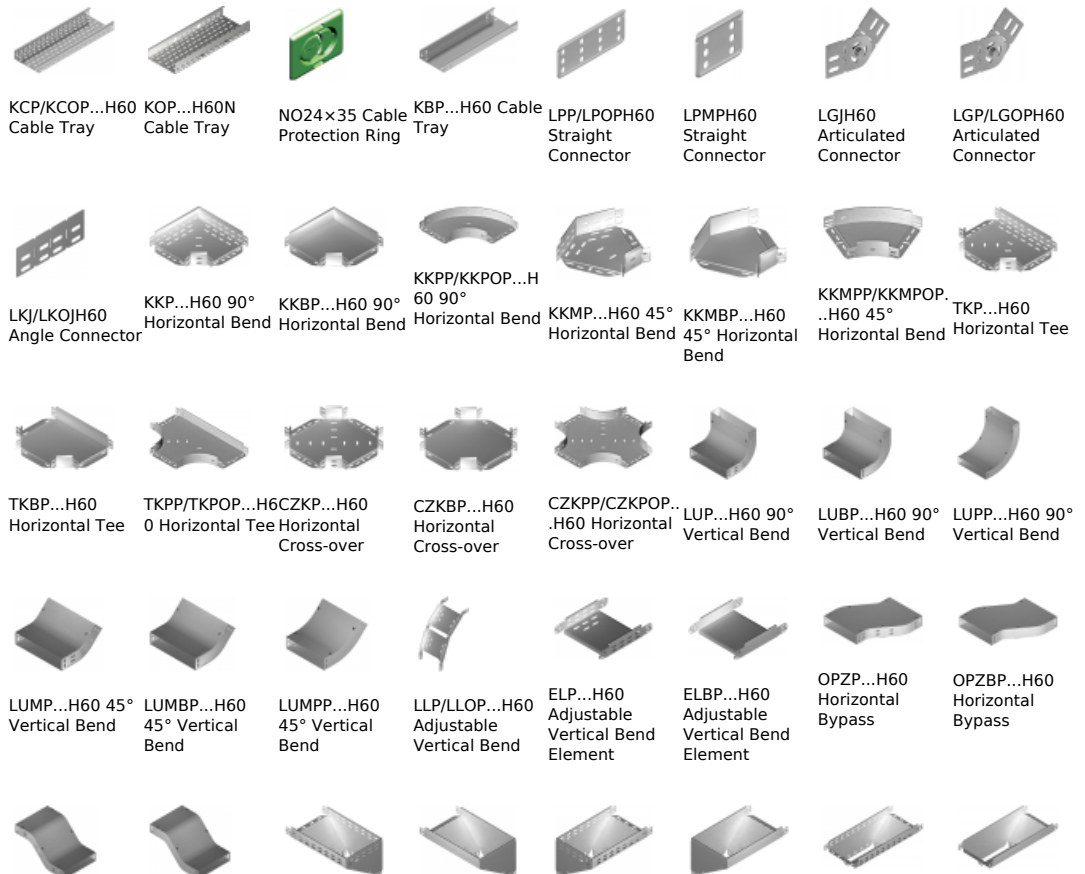 KCP/KCOP...H60
Cable Tray
KOP...H60N
Cable Tray
NO24×35 Cable
Protection Ring
KBP...H60 Cable
Tray
LPP/LPOPH60
Straight
Connector
LPMPH60
Straight
Connector
LGJH60
Articulated
Connector
LGP/LGOPH60
Articulated
Connector
LKJ/LKOJH60
Angle Connector
KKP...H60 90°
Horizontal Bend
KKBP...H60 90°
Horizontal Bend
KKPP/KKPOP...H
60 90°
Horizontal Bend
KKMP...H60 45°
Horizontal Bend
KKMBP...H60
45° Horizontal
Bend
KKMPP/KKMPOP.
..H60 45°
Horizontal Bend
TKP...H60
Horizontal Tee
TKBP...H60
Horizontal Tee
TKPP/TKPOP...H6
0 Horizontal Tee
CZKP...H60
Horizontal
Cross-over
CZKBP...H60
Horizontal
Cross-over
CZKPP/CZKPOP..
.H60 Horizontal
Cross-over
LUP...H60 90°
Vertical Bend
LUBP...H60 90°
Vertical Bend
LUPP...H60 90°
Vertical Bend
LUMP...H60 45°
Vertical Bend
LUMBP...H60
45° Vertical
Bend
LUMPP...H60
45° Vertical
Bend
LLP/LLOP...H60
Adjustable
Vertical Bend
ELP...H60
Adjustable
Vertical Bend
Element
ELBP...H60
Adjustable
Vertical Bend
Element
OPZP...H60
Horizontal
Bypass
OPZBP...H60
Horizontal
Bypass